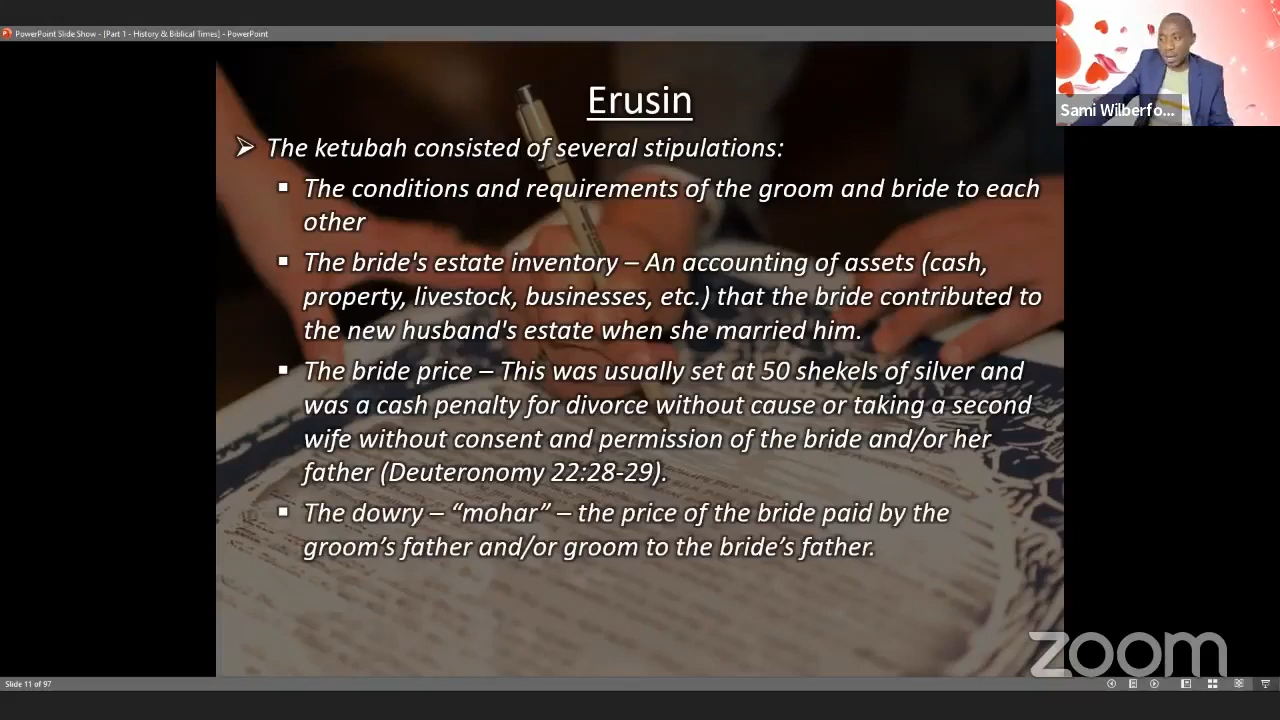 PowerPoint Slide Show - [Part 1 - History & Biblical Times] - PowerPoint
Sami Wilberfo...
Erusin
The ketubah consisted of several stipulations:
The conditions and requirements of the groom and bride to each
other
The bride's estate inventory – An accounting of assets (cash,
property, livestock, businesses, etc.) that the bride contributed to
the new husband's estate when she married him.
The bride price – This was usually set at 50 shekels of silver and
was a cash penalty for divorce without cause or taking a second
wife without consent and permission of the bride and/or her
father (Deuteronomy 22:28-29).
The dowry – “mohar” – the price of the bride paid by the
groom’s father and/or groom to the bride’s father.
zoom
Slide 11 of 97